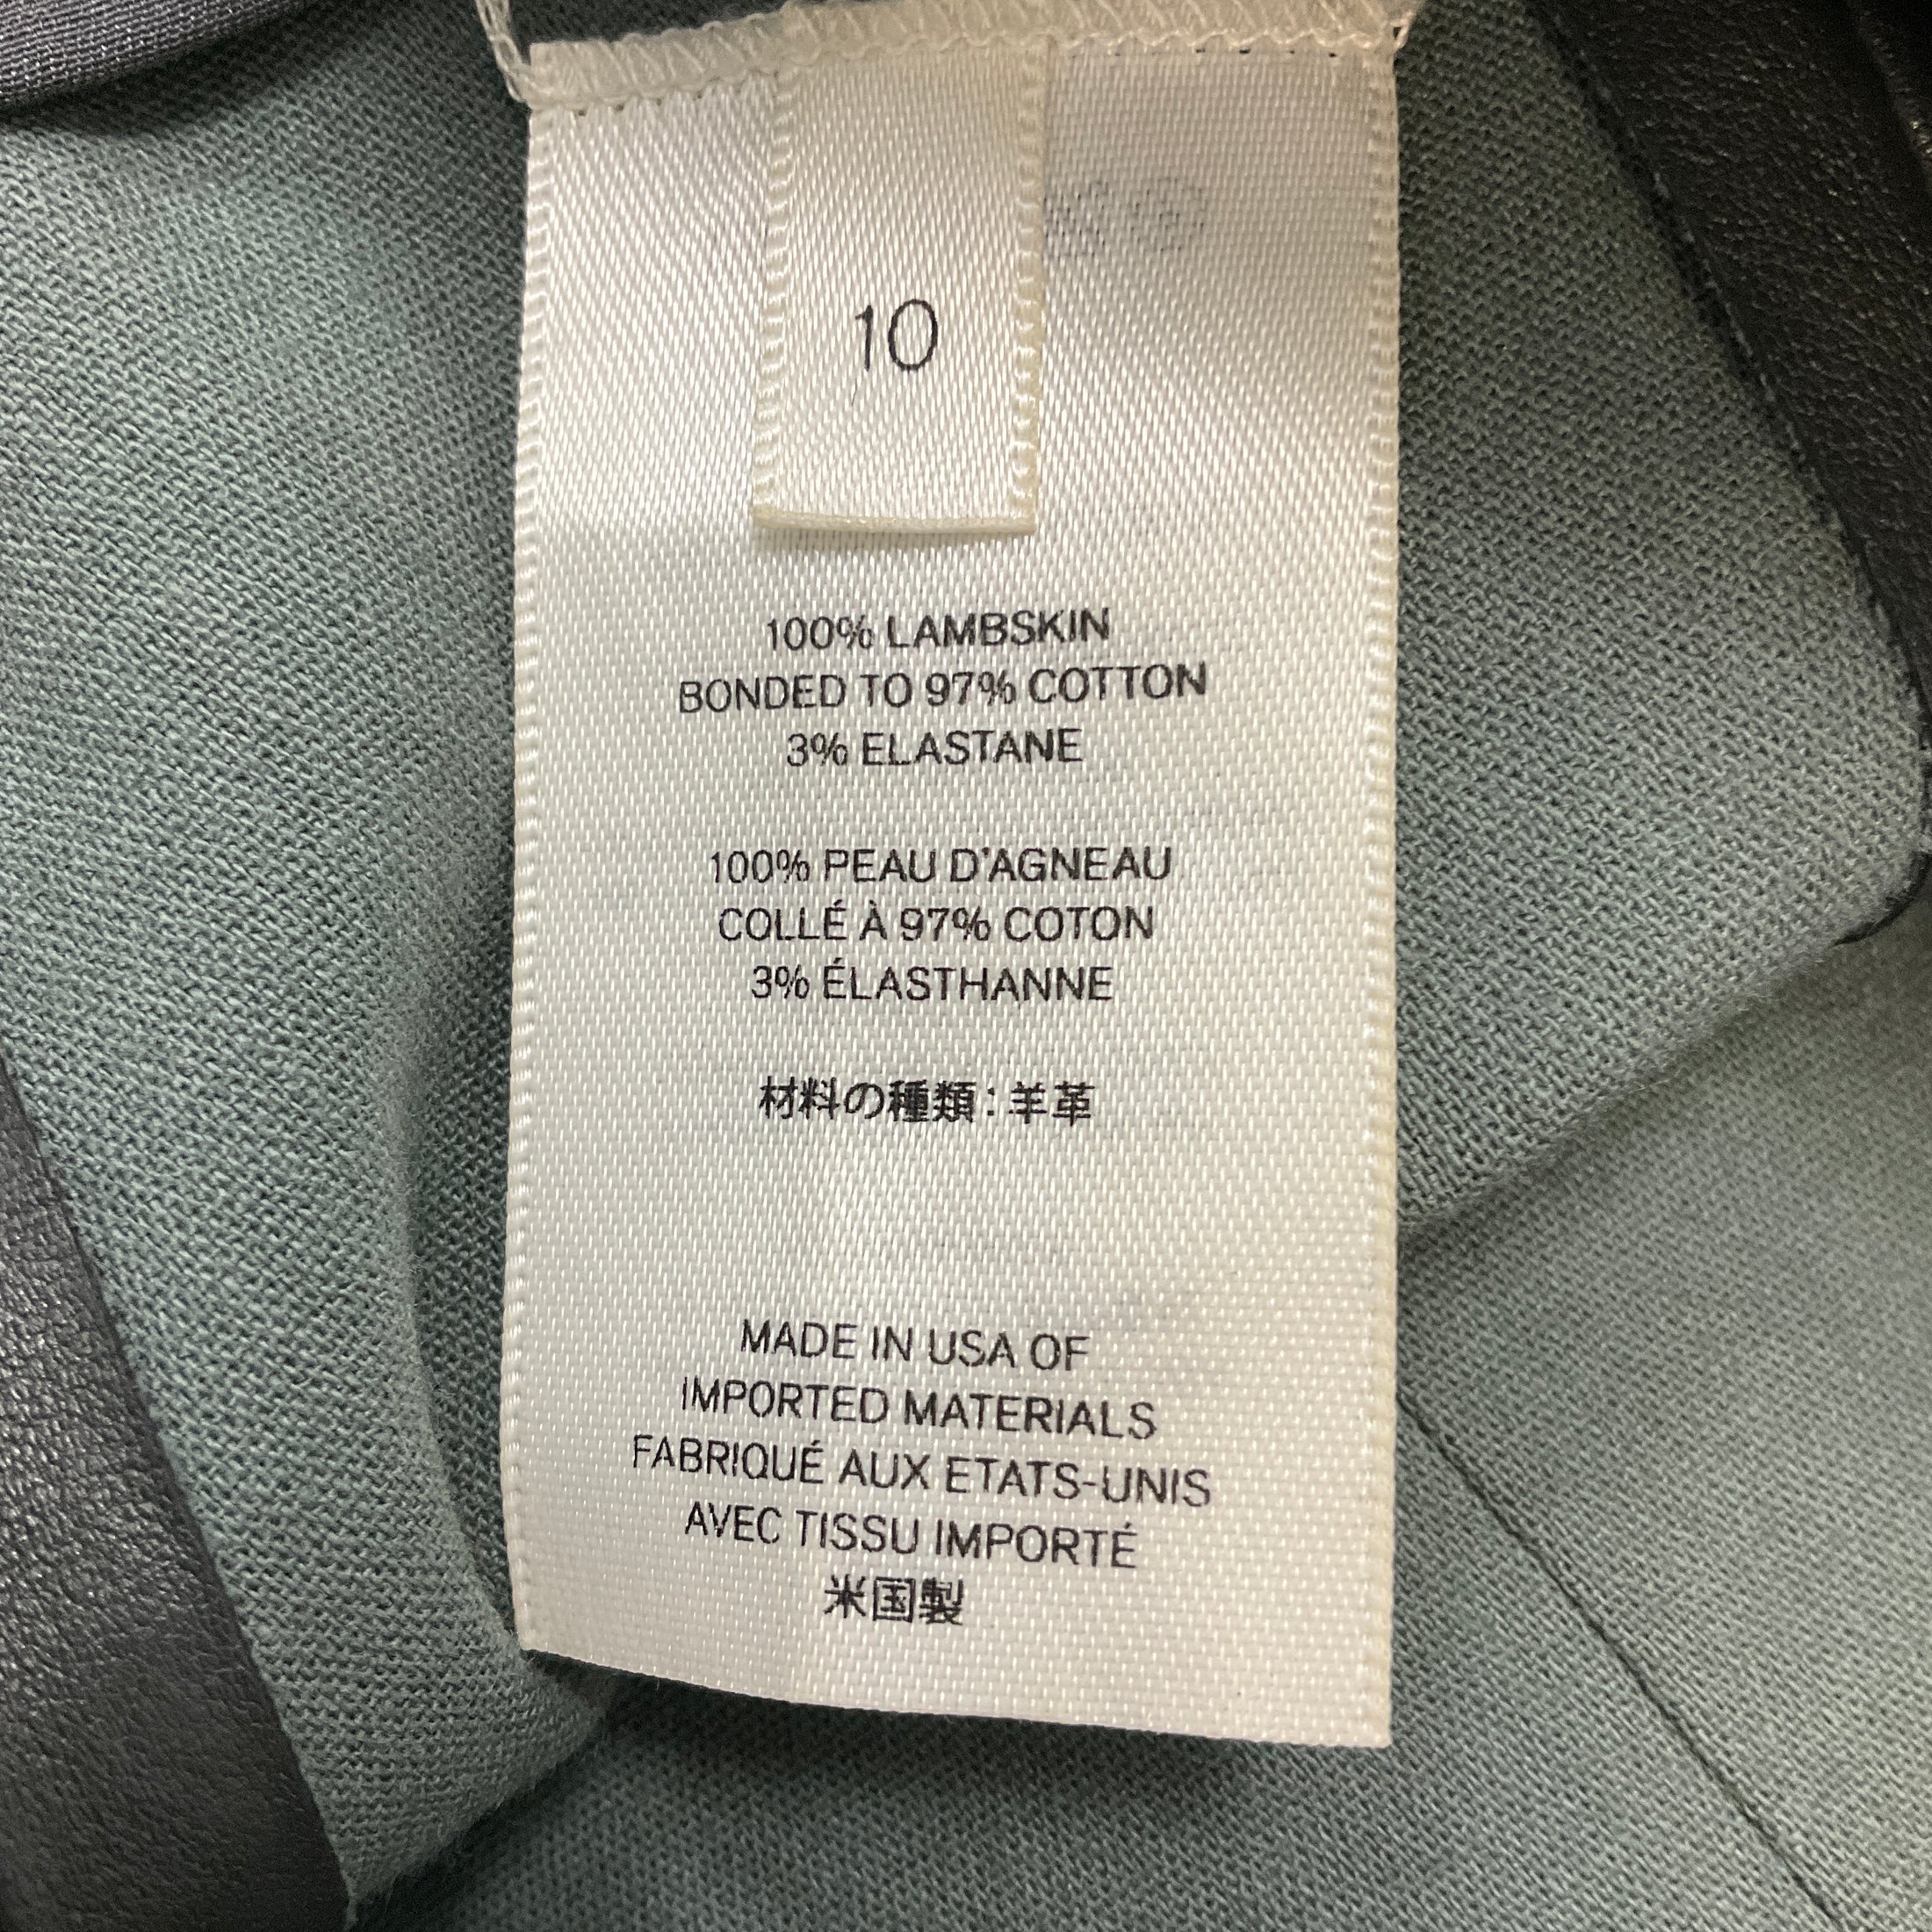 10
100% LAMBSKIN
BONDED TO 97% COTTON
3% ELASTANE
100% PEAU D'AGNEAU
COLLÉ À 97% COTON
3% ÉLASTHANNE
材料の種類:羊革
MADE IN USA OF
IMPORTED MATERIALS
FABRIQUÉ AUX ETATS-UNIS
AVEC TISSU IMPORTÉ
米国製